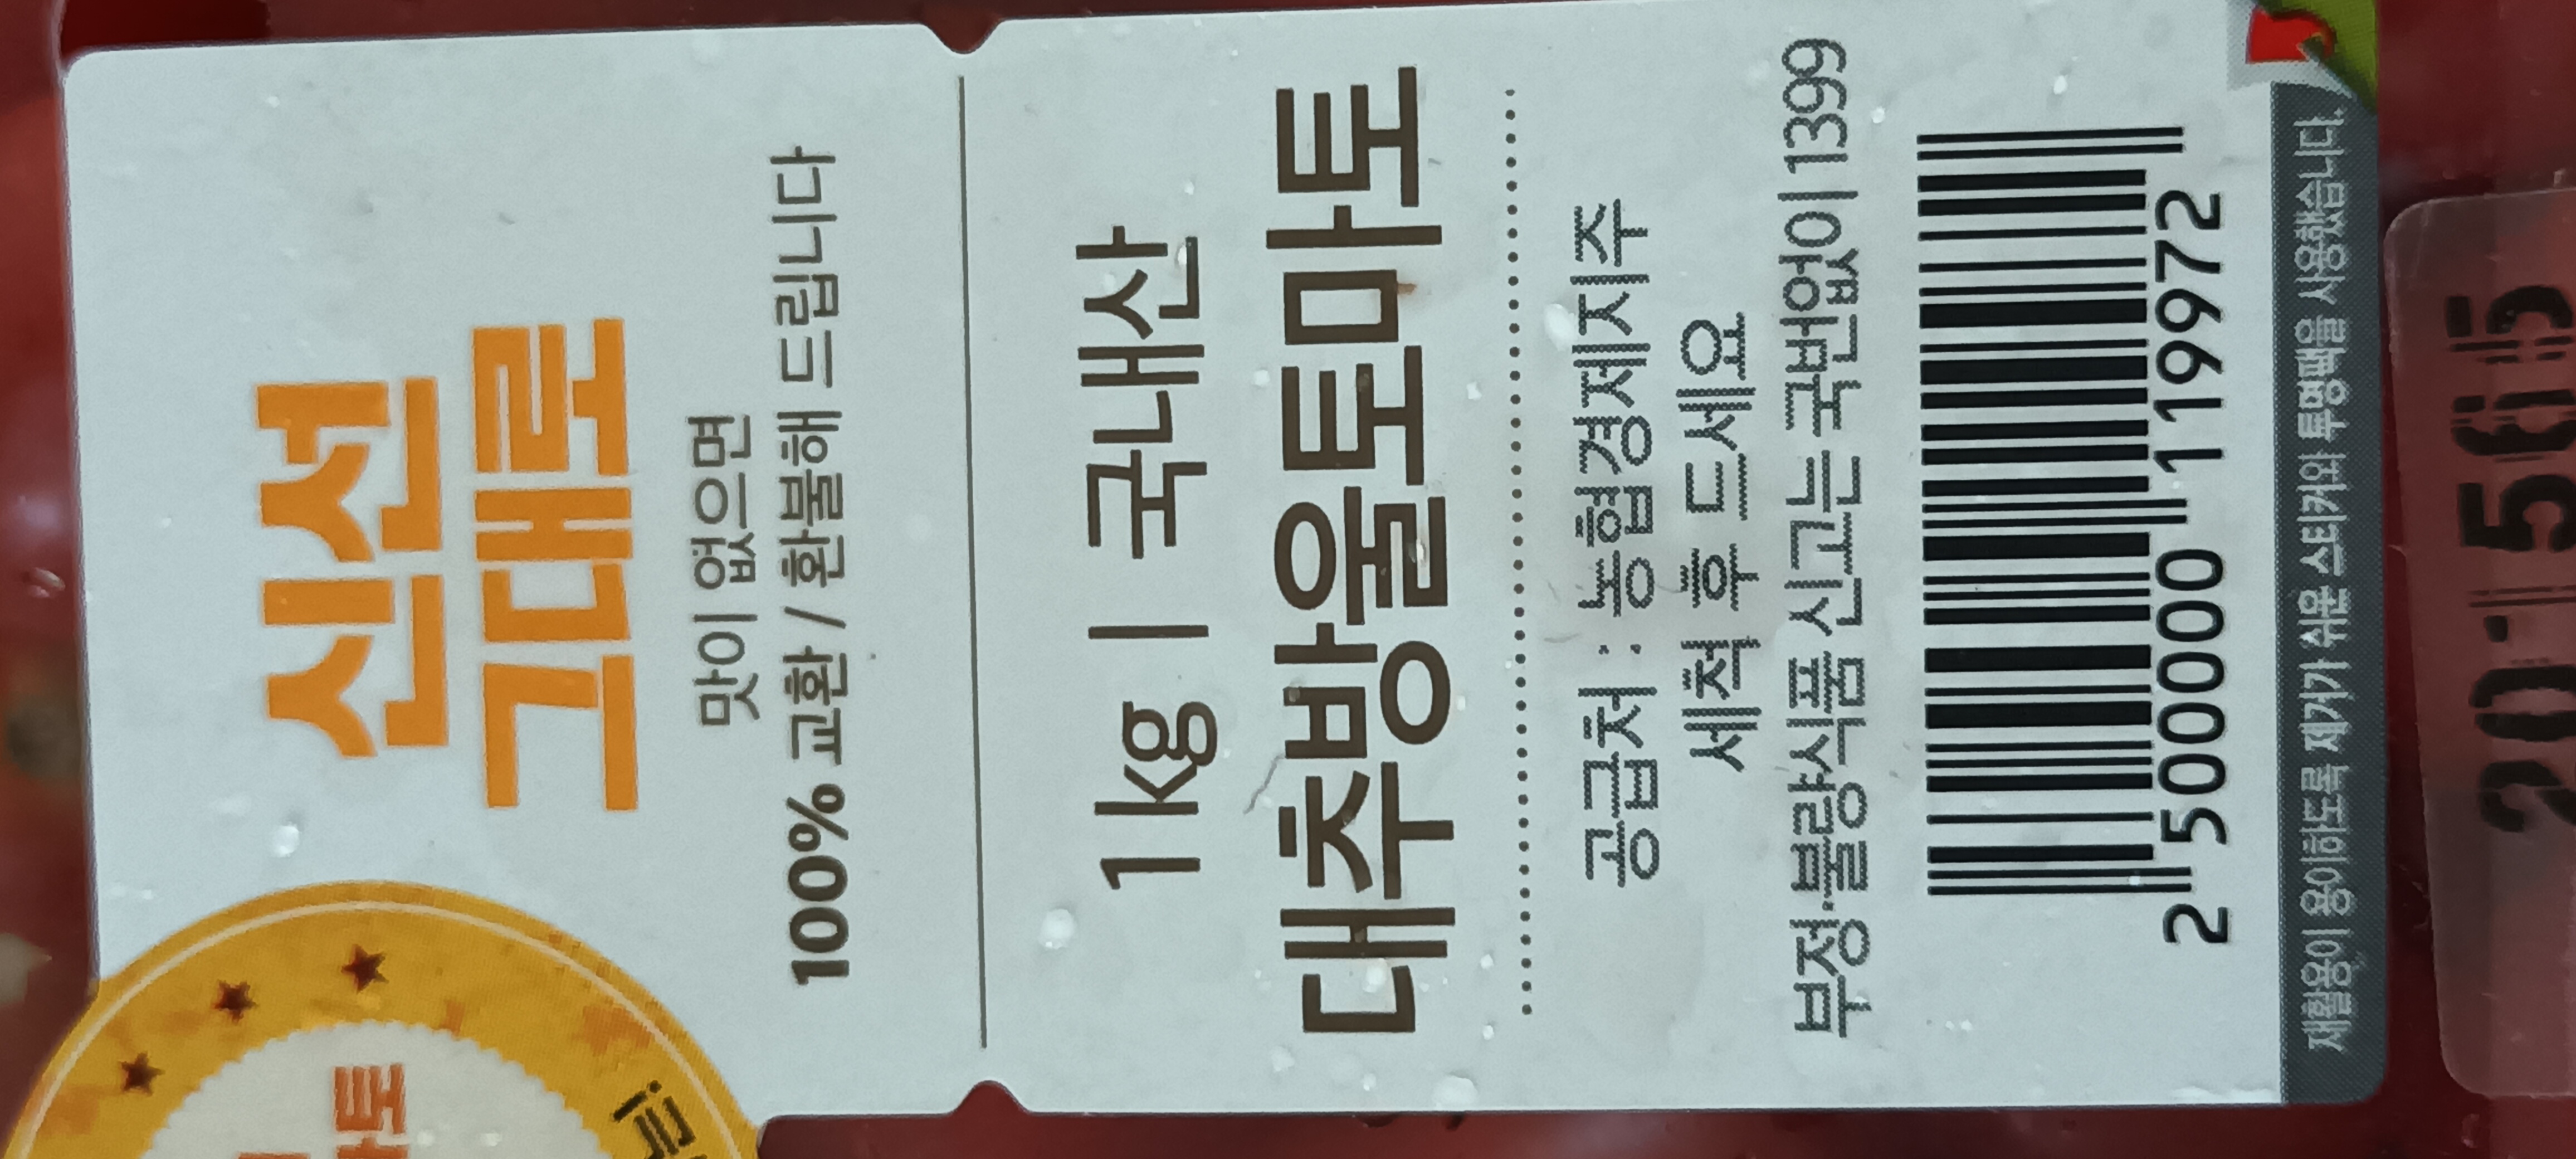 신선
그대로
맛이 없으면
100% 교환 / 환불해 드립니다
1kg | 국내산
대추방울토마토
공급처 : 농협경제지주
세척 후 드세요
부정·불량식품 신고는 국번없이 1399
2 500000 119972
재활용이 용이하도록 제거가 쉬운 스티커와 투명팩을 사용했습니다.
201565